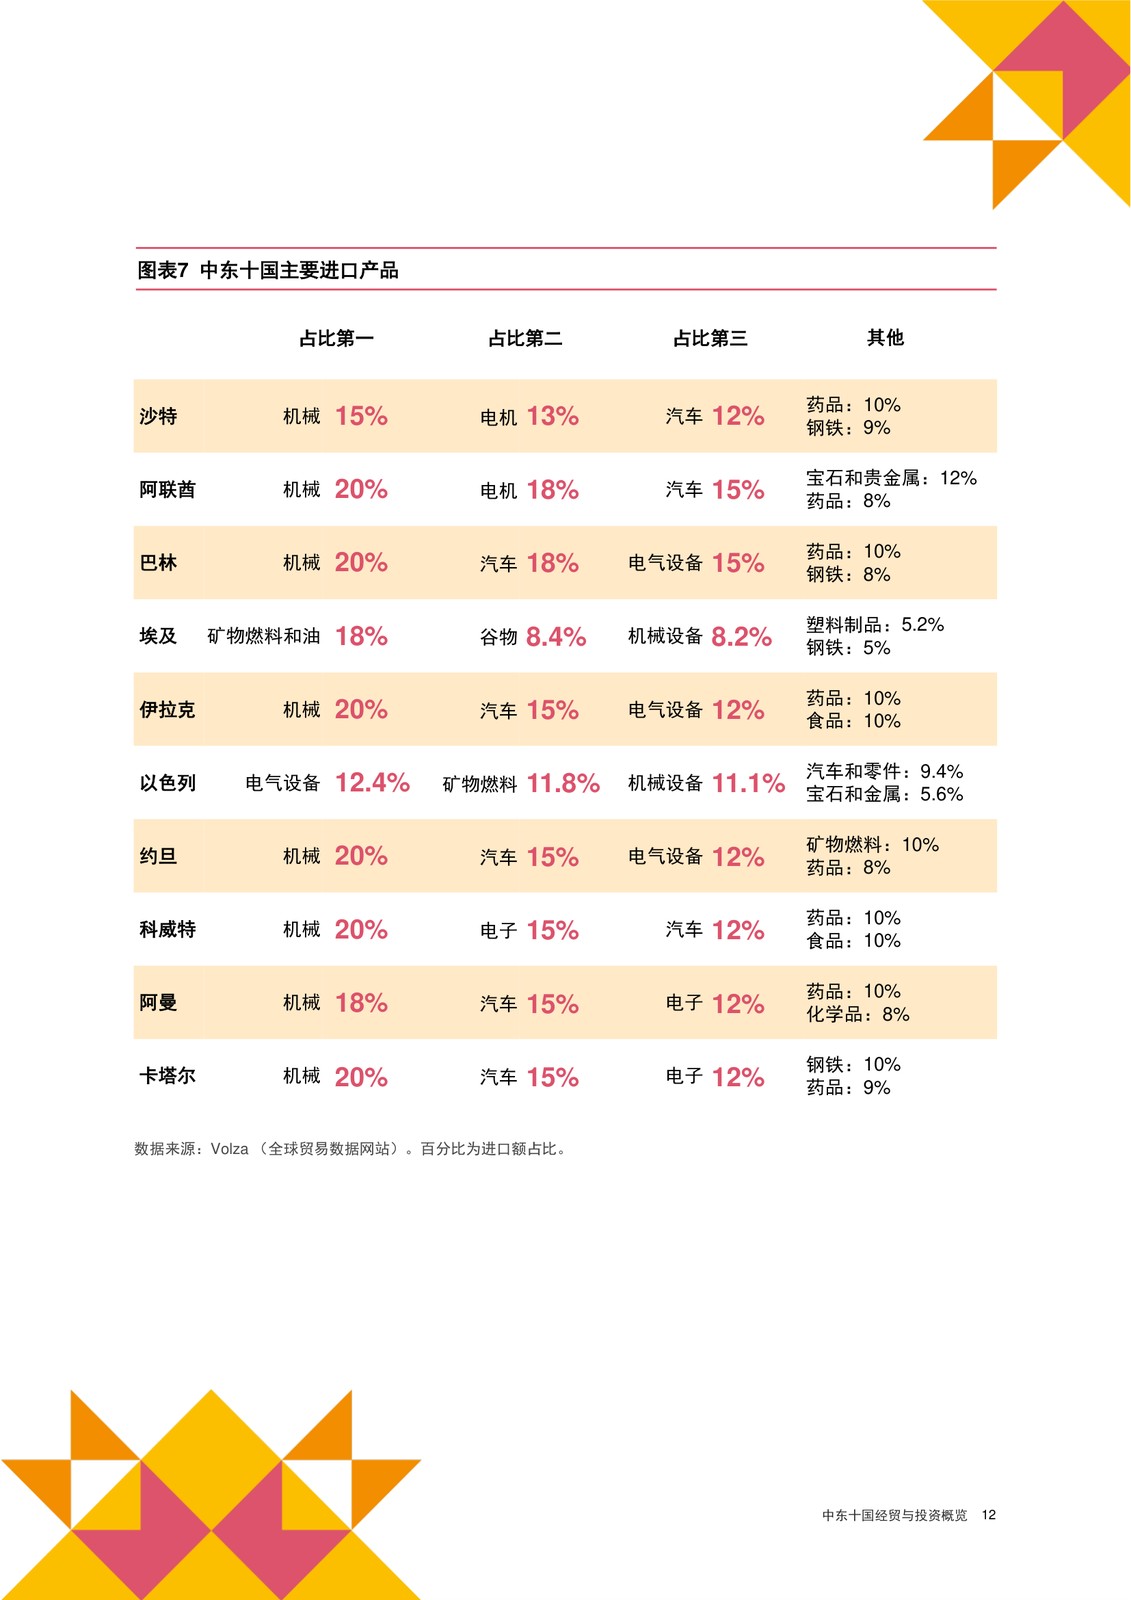 图表7 中东十国主要进口产品
占比第一 占比第二 占比第三 其他
沙特 机械 15% 电机 13% 汽车 12% 药品：10%
钢铁：9%
阿联酋 机械 20% 电机 18% 汽车 15% 宝石和贵金属：12%
药品：8%
巴林 机械 20% 汽车 18% 电气设备 15% 药品：10%
钢铁：8%
埃及 矿物燃料和油 18% 谷物 8.4% 机械设备 8.2% 塑料制品：5.2%
钢铁：5%
伊拉克 机械 20% 汽车 15% 电气设备 12% 药品：10%
食品：10%
以色列 电气设备 12.4% 矿物燃料 11.8% 机械设备 11.1% 汽车和零件：9.4%
宝石和金属：5.6%
约旦 机械 20% 汽车 15% 电气设备 12% 矿物燃料：10%
药品：8%
科威特 机械 20% 电子 15% 汽车 12% 药品：10%
食品：10%
阿曼 机械 18% 汽车 15% 电子 12% 药品：10%
化学品：8%
卡塔尔 机械 20% 汽车 15% 电子 12% 钢铁：10%
药品：9%
数据来源：Volza （全球贸易数据网站）。百分比为进口额占比。
中东十国经贸与投资概览 12